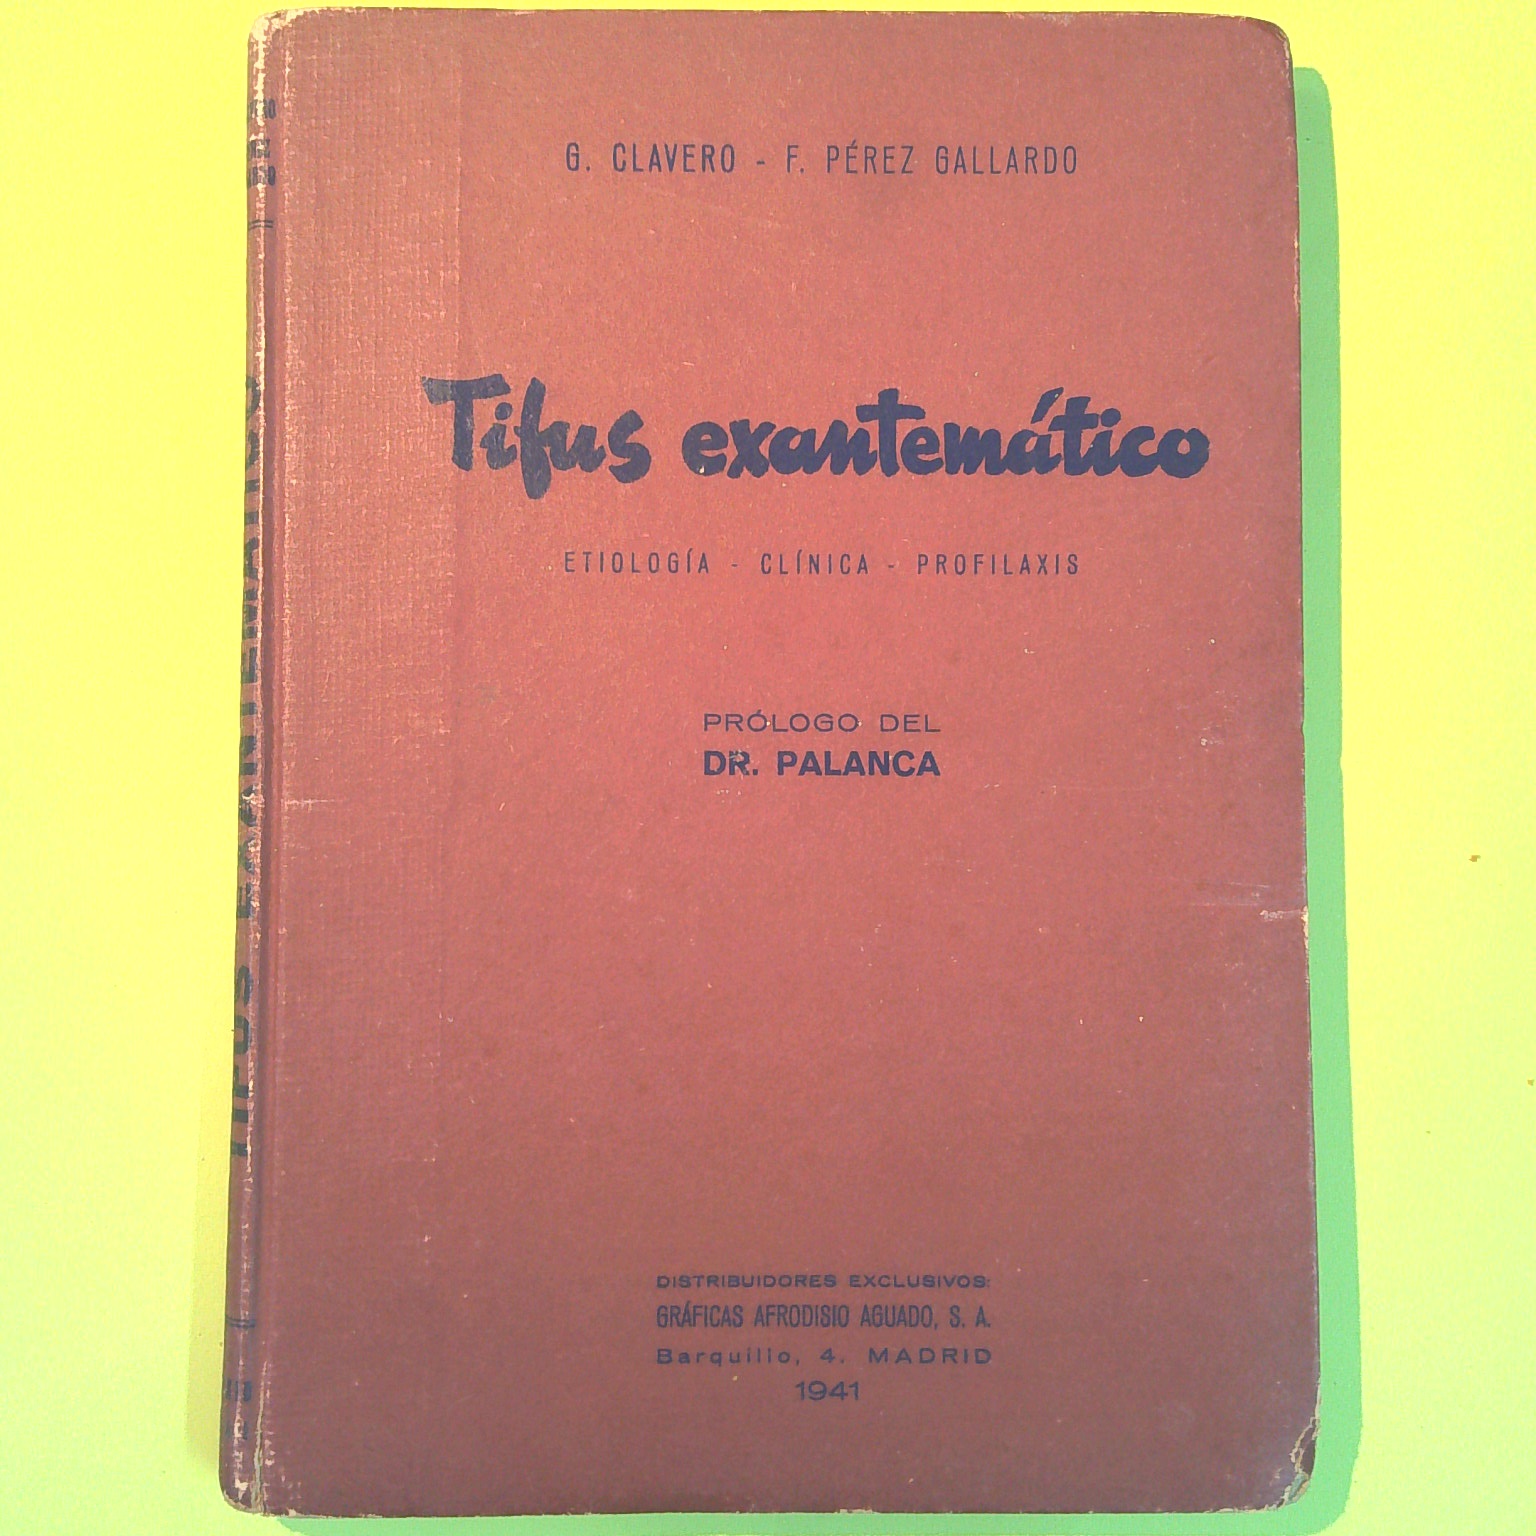 G. CLAVERO - F. PÉREZ GALLARDO
Tifus exantemático
ETIOLOGÍA - CLÍNICA - PROFILAXIS
PRÓLOGO DEL
DR. PALANCA
DISTRIBUIDORES EXCLUSIVOS:
GRÁFICAS AFRODISIO AGUADO, S. A.
Barquillo, 4. MADRID
1941
TIFUS EXANTEMATICO